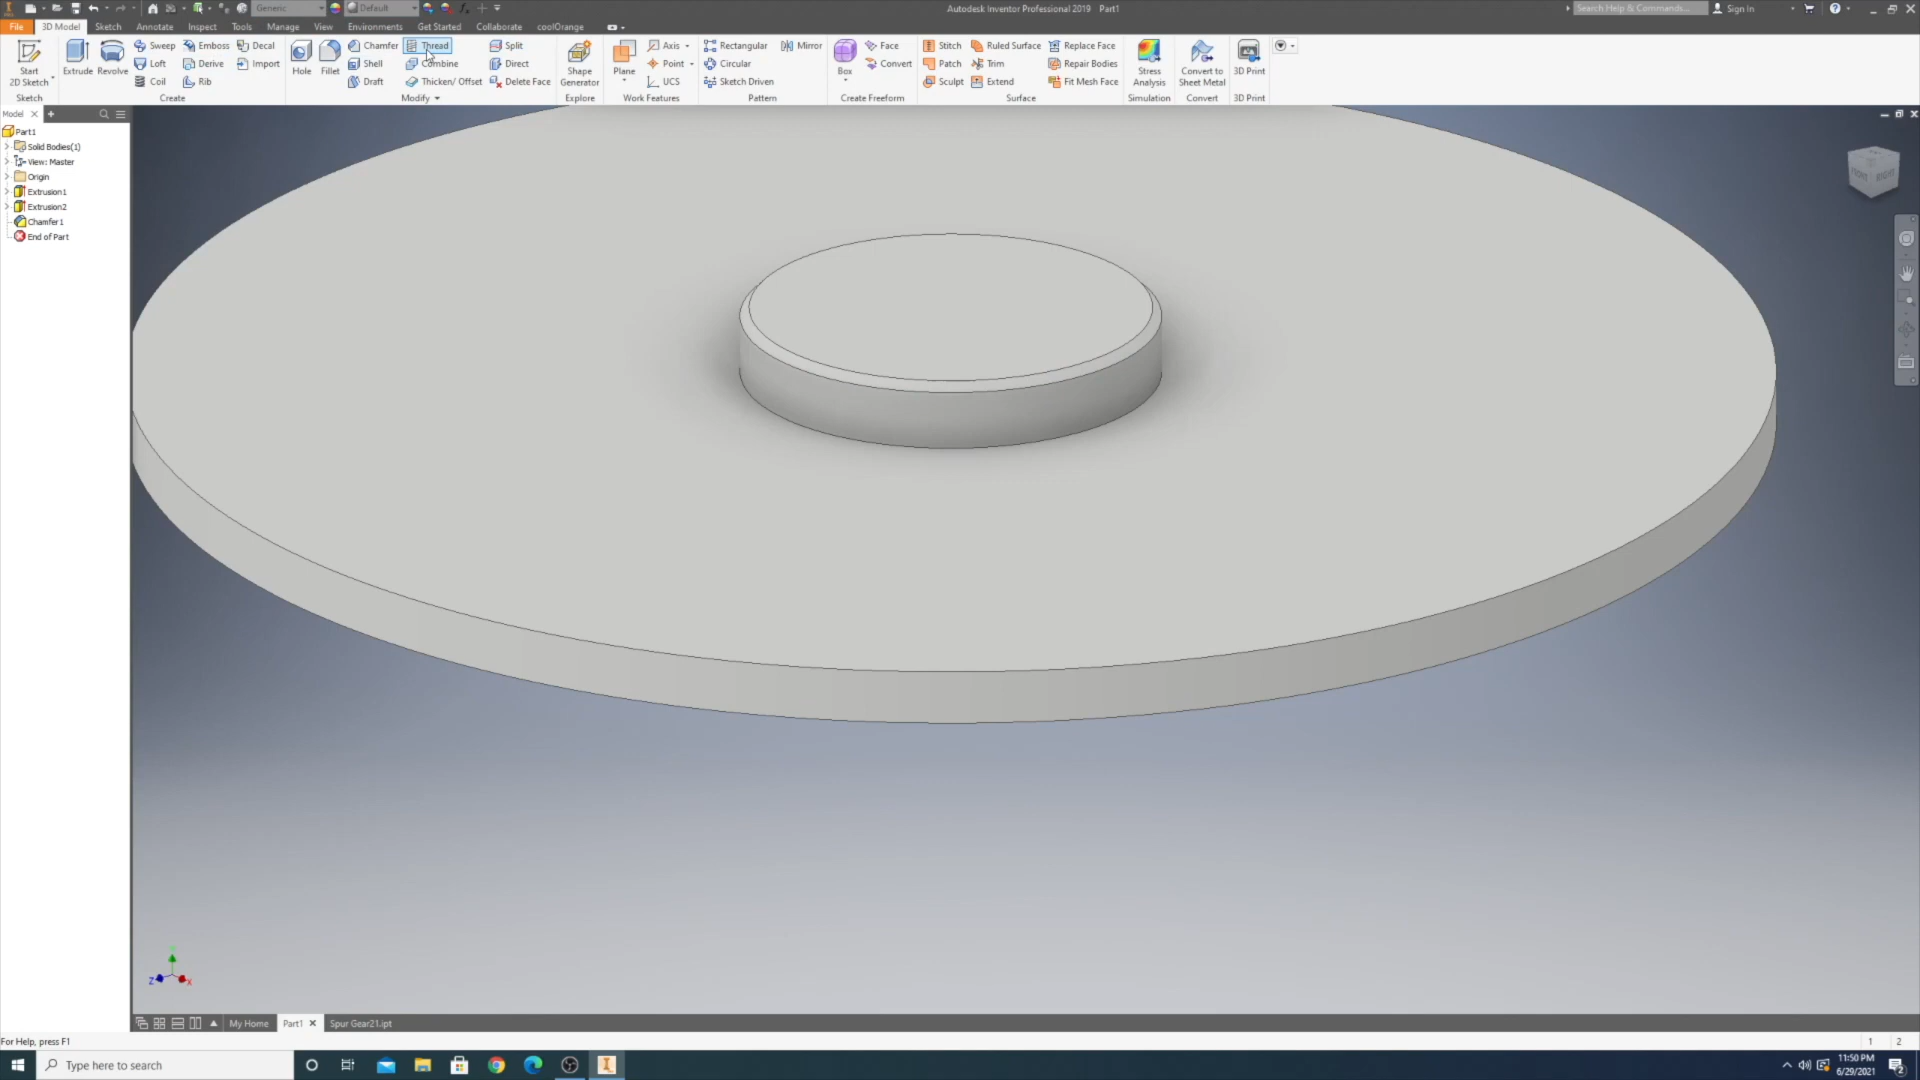 Generic Default Autodesk Inventor Professional 2019 Part1 Search Help & Commands... Sign In
File 3D Model Sketch Annotate Inspect Tools Manage View Environments Get Started Collaborate coolOrange
Start 2D Sketch Extrude Revolve Sweep Emboss Decal Hole Fillet Chamfer Thread Split Shape Generator Plane Axis Rectangular Mirror Box Face Stitch Ruled Surface Replace Face Stress Analysis Convert to Sheet Metal 3D Print
Loft Derive Import Shell Combine Direct Point Circular Convert Patch Trim Repair Bodies
Coil Rib Draft Thicken/ Offset Delete Face UCS Sketch Driven Sculpt Extend Fit Mesh Face
Sketch Create Modify Explore Work Features Pattern Create Freeform Surface Simulation Convert 3D Print
Model
Part1
Solid Bodies(1)
View: Master
Origin
Extrusion1
Extrusion2
Chamfer1
End of Part
FRONT RIGHT
Z X
My Home Part1 Spur Gear21.ipt
For Help, press F1 1 2
Type here to search
11:50 PM
6/29/2021
2